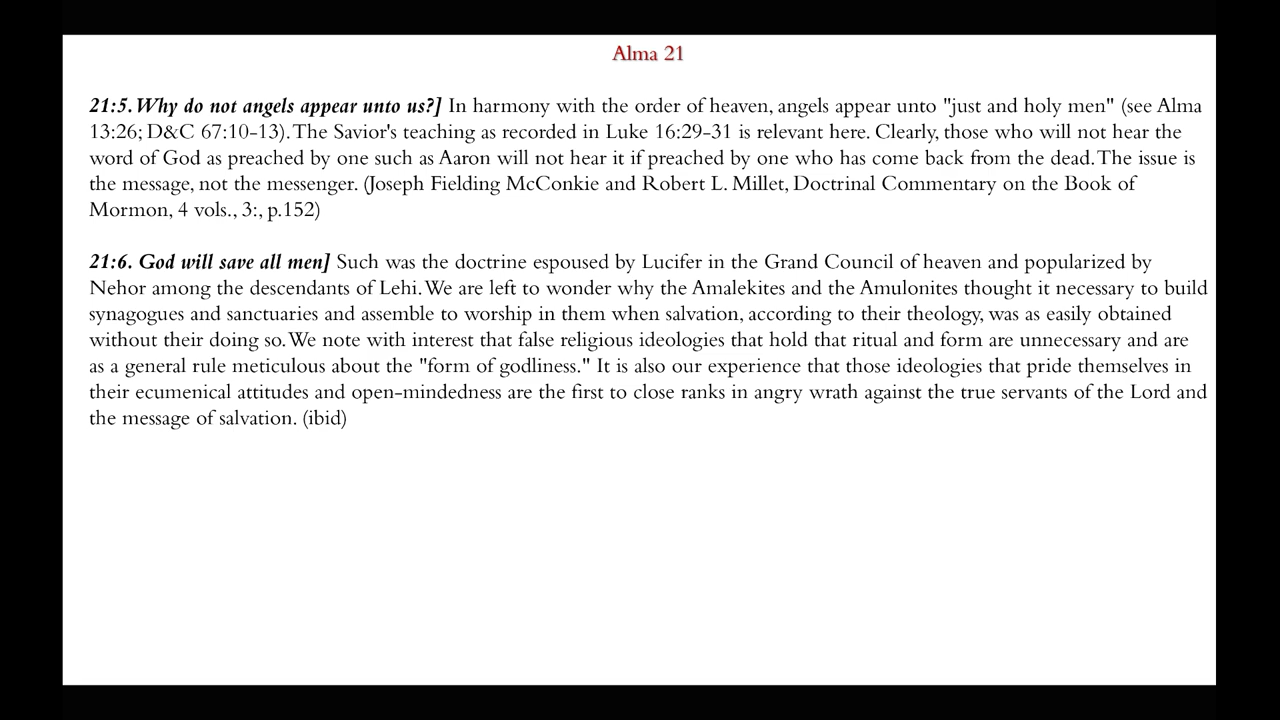 Alma 21
21:5. Why do not angels appear unto us?] In harmony with the order of heaven, angels appear unto "just and holy men" (see Alma
13:26; D&C 67:10-13). The Savior's teaching as recorded in Luke 16:29-31 is relevant here. Clearly, those who will not hear the
word of God as preached by one such as Aaron will not hear it if preached by one who has come back from the dead. The issue is
the message, not the messenger. (Joseph Fielding McConkie and Robert L. Millet, Doctrinal Commentary on the Book of
Mormon, 4 vols., 3:, p.152)
21:6. God will save all men] Such was the doctrine espoused by Lucifer in the Grand Council of heaven and popularized by
Nehor among the descendants of Lehi. We are left to wonder why the Amalekites and the Amulonites thought it necessary to build
synagogues and sanctuaries and assemble to worship in them when salvation, according to their theology, was as easily obtained
without their doing so. We note with interest that false religious ideologies that hold that ritual and form are unnecessary and are
as a general rule meticulous about the "form of godliness." It is also our experience that those ideologies that pride themselves in
their ecumenical attitudes and open-mindedness are the first to close ranks in angry wrath against the true servants of the Lord and
the message of salvation. (ibid)